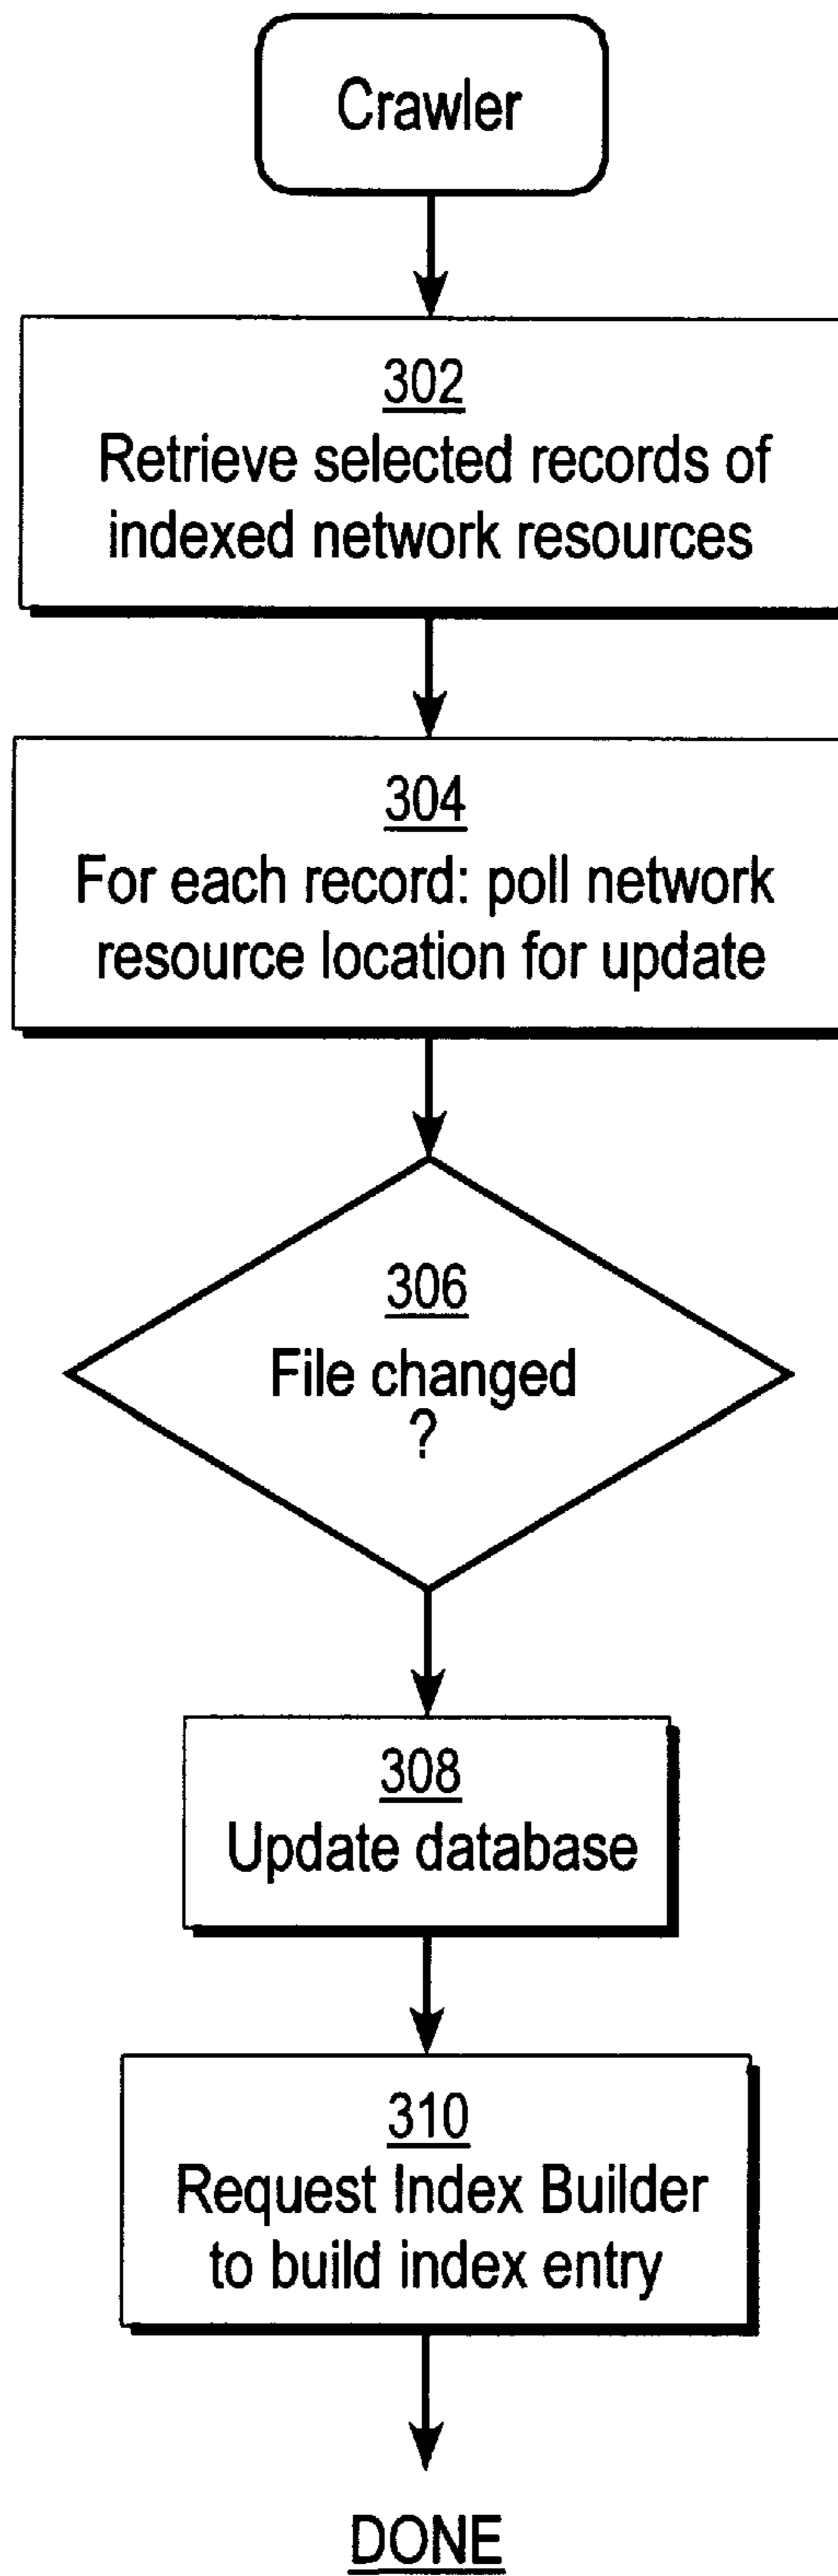 Crawler
302
Retrieve selected records of
indexed network resources
304
For each record: poll network
resource location for update
306
File changed
?
308
Update database
310
Request Index Builder
to build index entry
DONE